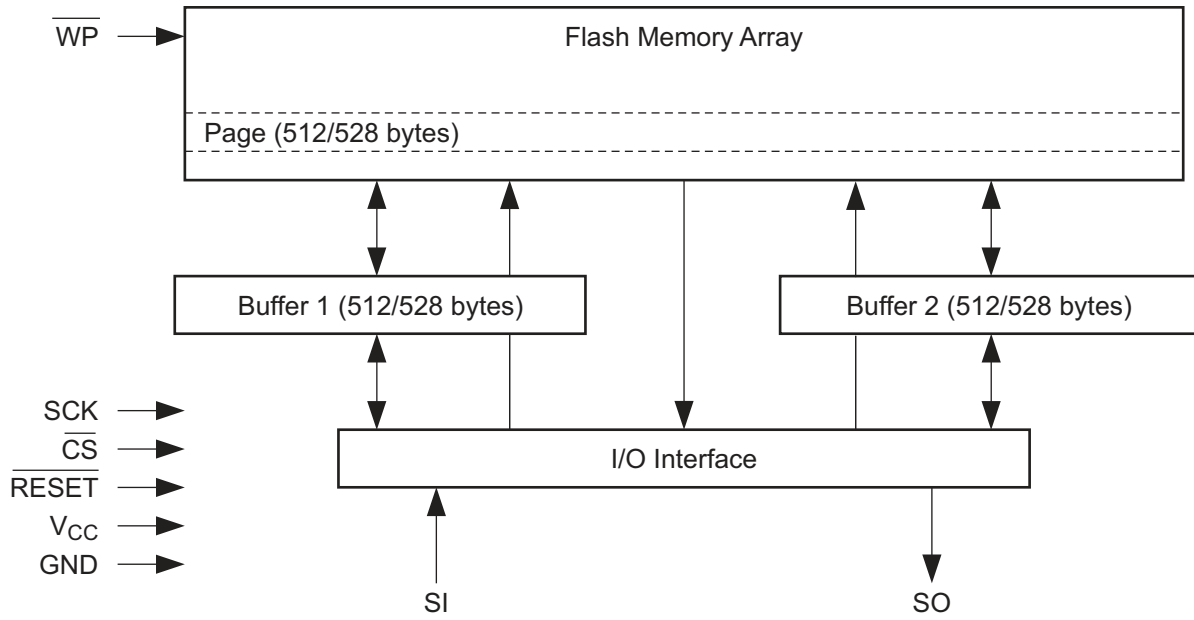 WP
Flash Memory Array
Page (512/528 bytes)
Buffer 1 (512/528 bytes)
Buffer 2 (512/528 bytes)
SCK
CS
RESET
VCC
GND
I/O Interface
SI
SO